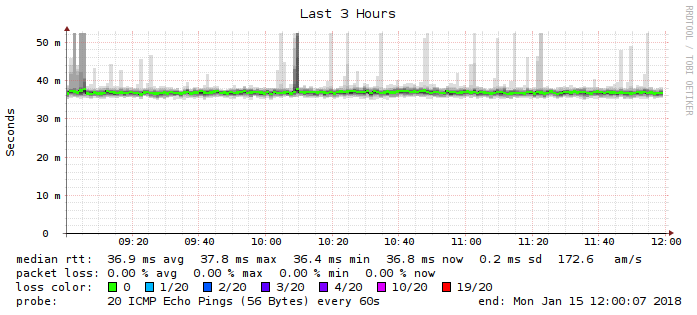 Last 3 Hours
RRDTOOL / TOBI OETIKER
Seconds
50 m
40 m
30 m
20 m
10 m
0
09:20 09:40 10:00 10:20 10:40 11:00 11:20 11:40 12:00
median rtt: 36.9 ms avg 37.8 ms max 36.4 ms min 36.8 ms now 0.2 ms sd 172.6 am/s
packet loss: 0.00 % avg 0.00 % max 0.00 % min 0.00 % now
loss color: 0 1/20 2/20 3/20 4/20 10/20 19/20
probe: 20 ICMP Echo Pings (56 Bytes) every 60s end: Mon Jan 15 12:00:07 2018